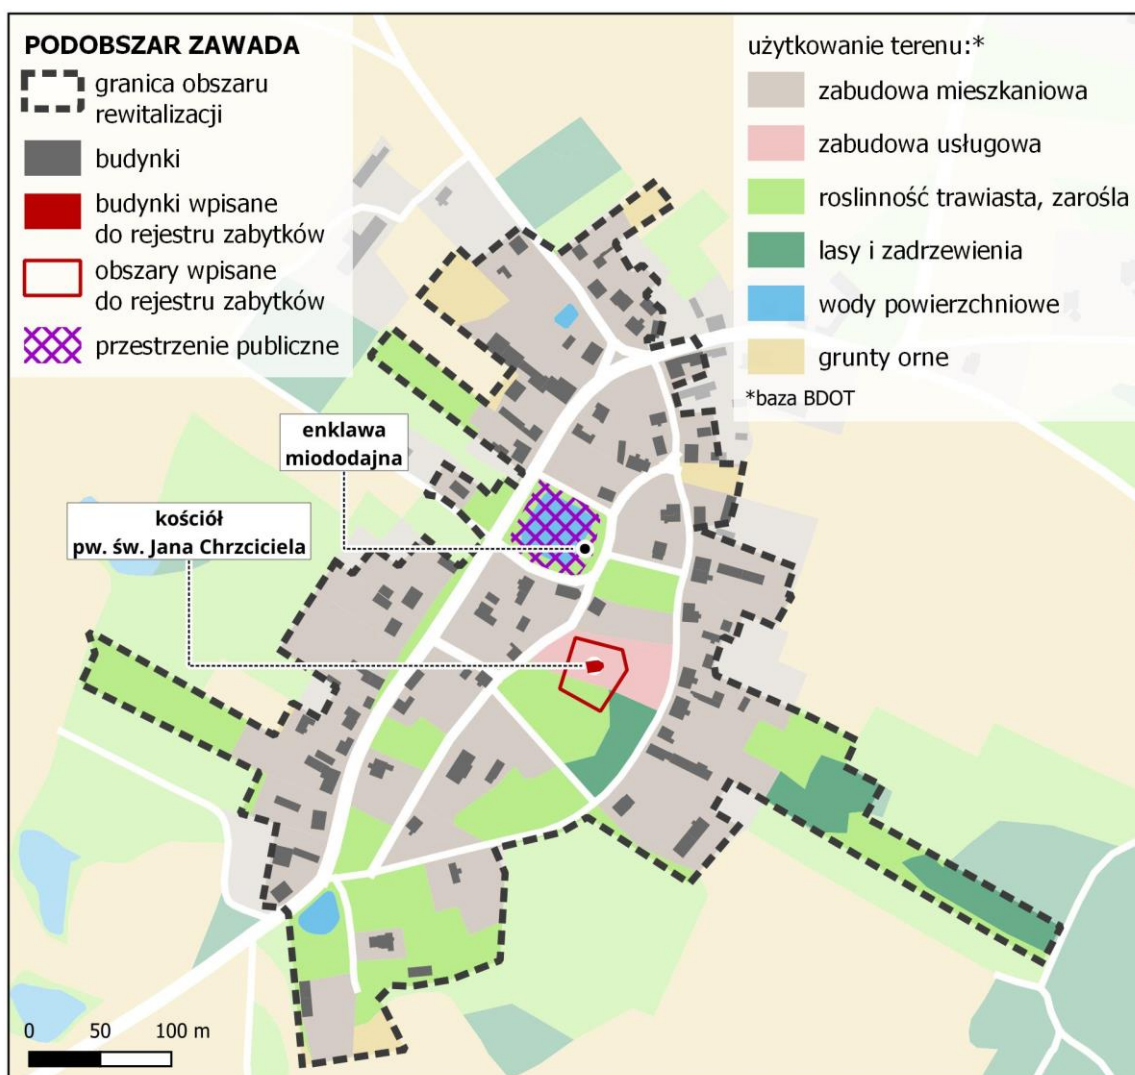 PODOBSZAR ZAWADA
granica obszaru
rewitalizacji
budynki
budynki wpisane
do rejestru zabytków
obszary wpisane
do rejestru zabytków
przestrzenie publiczne
użytkowanie terenu:*
zabudowa mieszkaniowa
zabudowa usługowa
roslinność trawiasta, zarośla
lasy i zadrzewienia
wody powierzchniowe
grunty orne
*baza BDOT
enklawa
miododajna
kościół
pw. św. Jana Chrzciciela
0 50 100 m